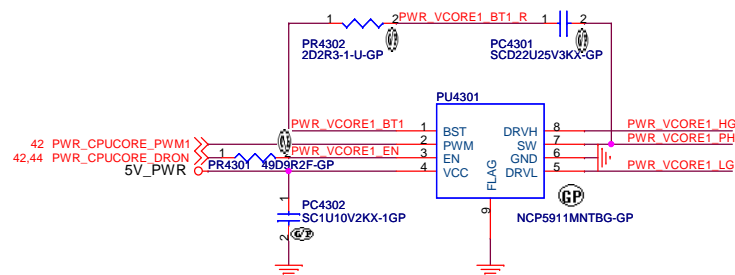 1 2 PWR_VCORE1_BT1_R 1 2
PR4302
2D2R3-1-U-GP
PC4301
SCD22U25V3KX-GP
PU4301
PWR_VCORE1_BT1 1 BST DRVH 8 PWR_VCORE1_HG
42 PWR_CPUCORE_PWM1 2 PWM SW 7 PWR_VCORE1_PH
42,44 PWR_CPUCORE_DRON 1 2 PWR_VCORE1_EN 3 EN GND 6
5V_PWR PR4301 49D9R2F-GP 4 VCC DRVL 5 PWR_VCORE1_LG
FLAG
9
GP
NCP5911MNTBG-GP
1
PC4302
SC1U10V2KX-1GP
2